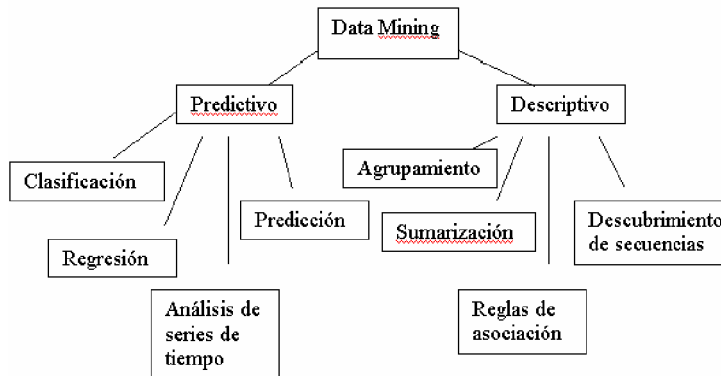 Data Mining
Predictivo
Descriptivo
Clasificación
Agrupamiento
Predicción
Sumarización
Descubrimiento
de secuencias
Regresión
Análisis de
series de
tiempo
Reglas de
asociación